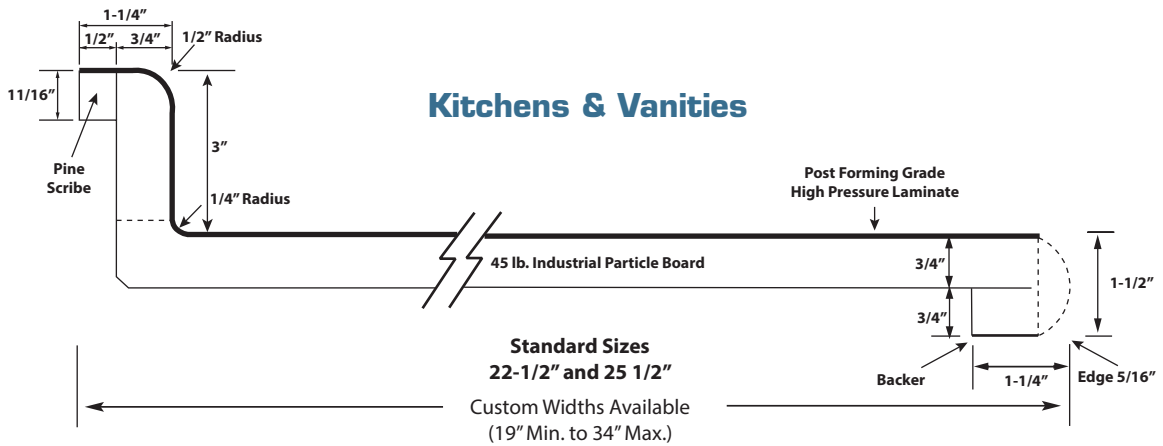 1-1/4”
1/2” 3/4” 1/2” Radius
11/16”
Kitchens & Vanities
3”
Pine
Scribe
Post Forming Grade
High Pressure Laminate
1/4” Radius
45 lb. Industrial Particle Board
3/4”
1-1/2”
3/4”
Standard Sizes
22-1/2” and 25 1/2”
Backer
1-1/4”
Edge 5/16”
Custom Widths Available
(19” Min. to 34” Max.)